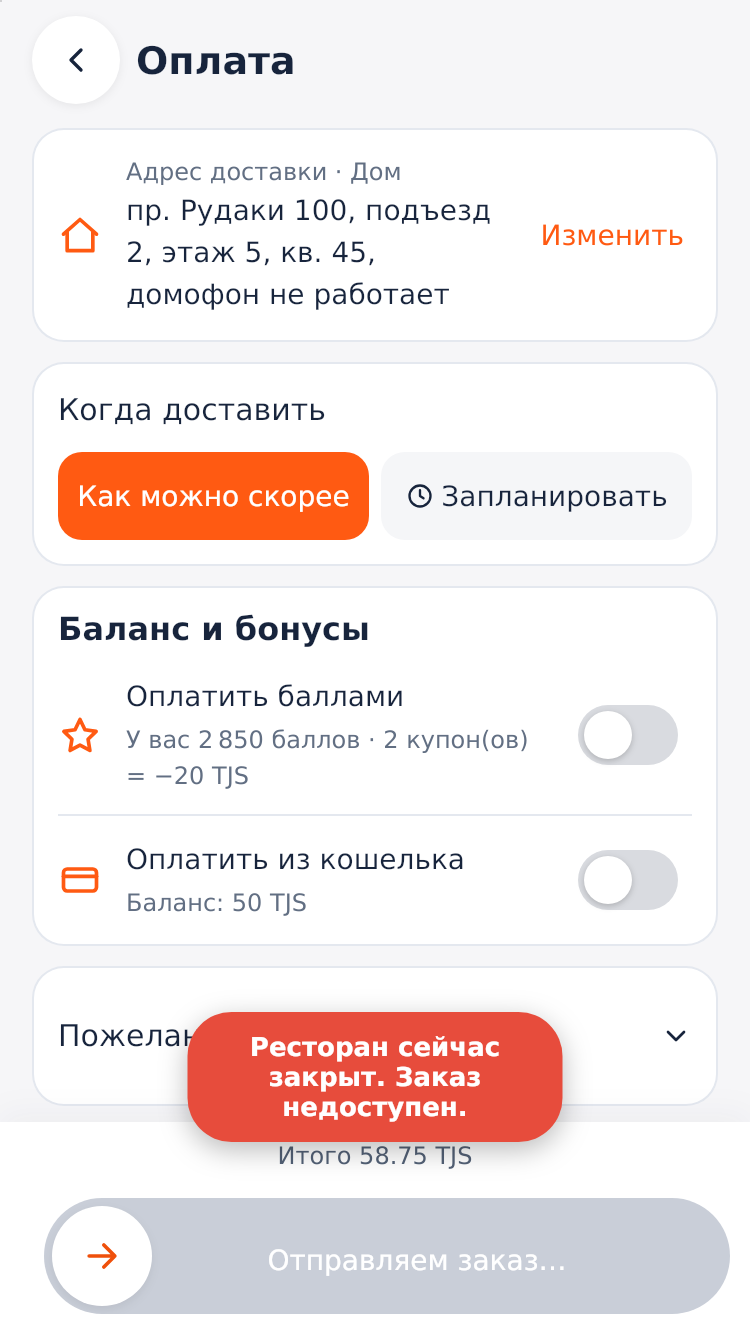 Оплата
Адрес доставки · Дом
пр. Рудаки 100, подъезд
2, этаж 5, кв. 45,
домофон не работает
Изменить
Когда доставить
Как можно скорее
Запланировать
Баланс и бонусы
Оплатить баллами
У вас 2 850 баллов · 2 купон(ов)
= −20 TJS
Оплатить из кошелька
Баланс: 50 TJS
Ресторан сейчас
закрыт. Заказ
недоступен.
Итого 58.75 TJS
Отправляем заказ...